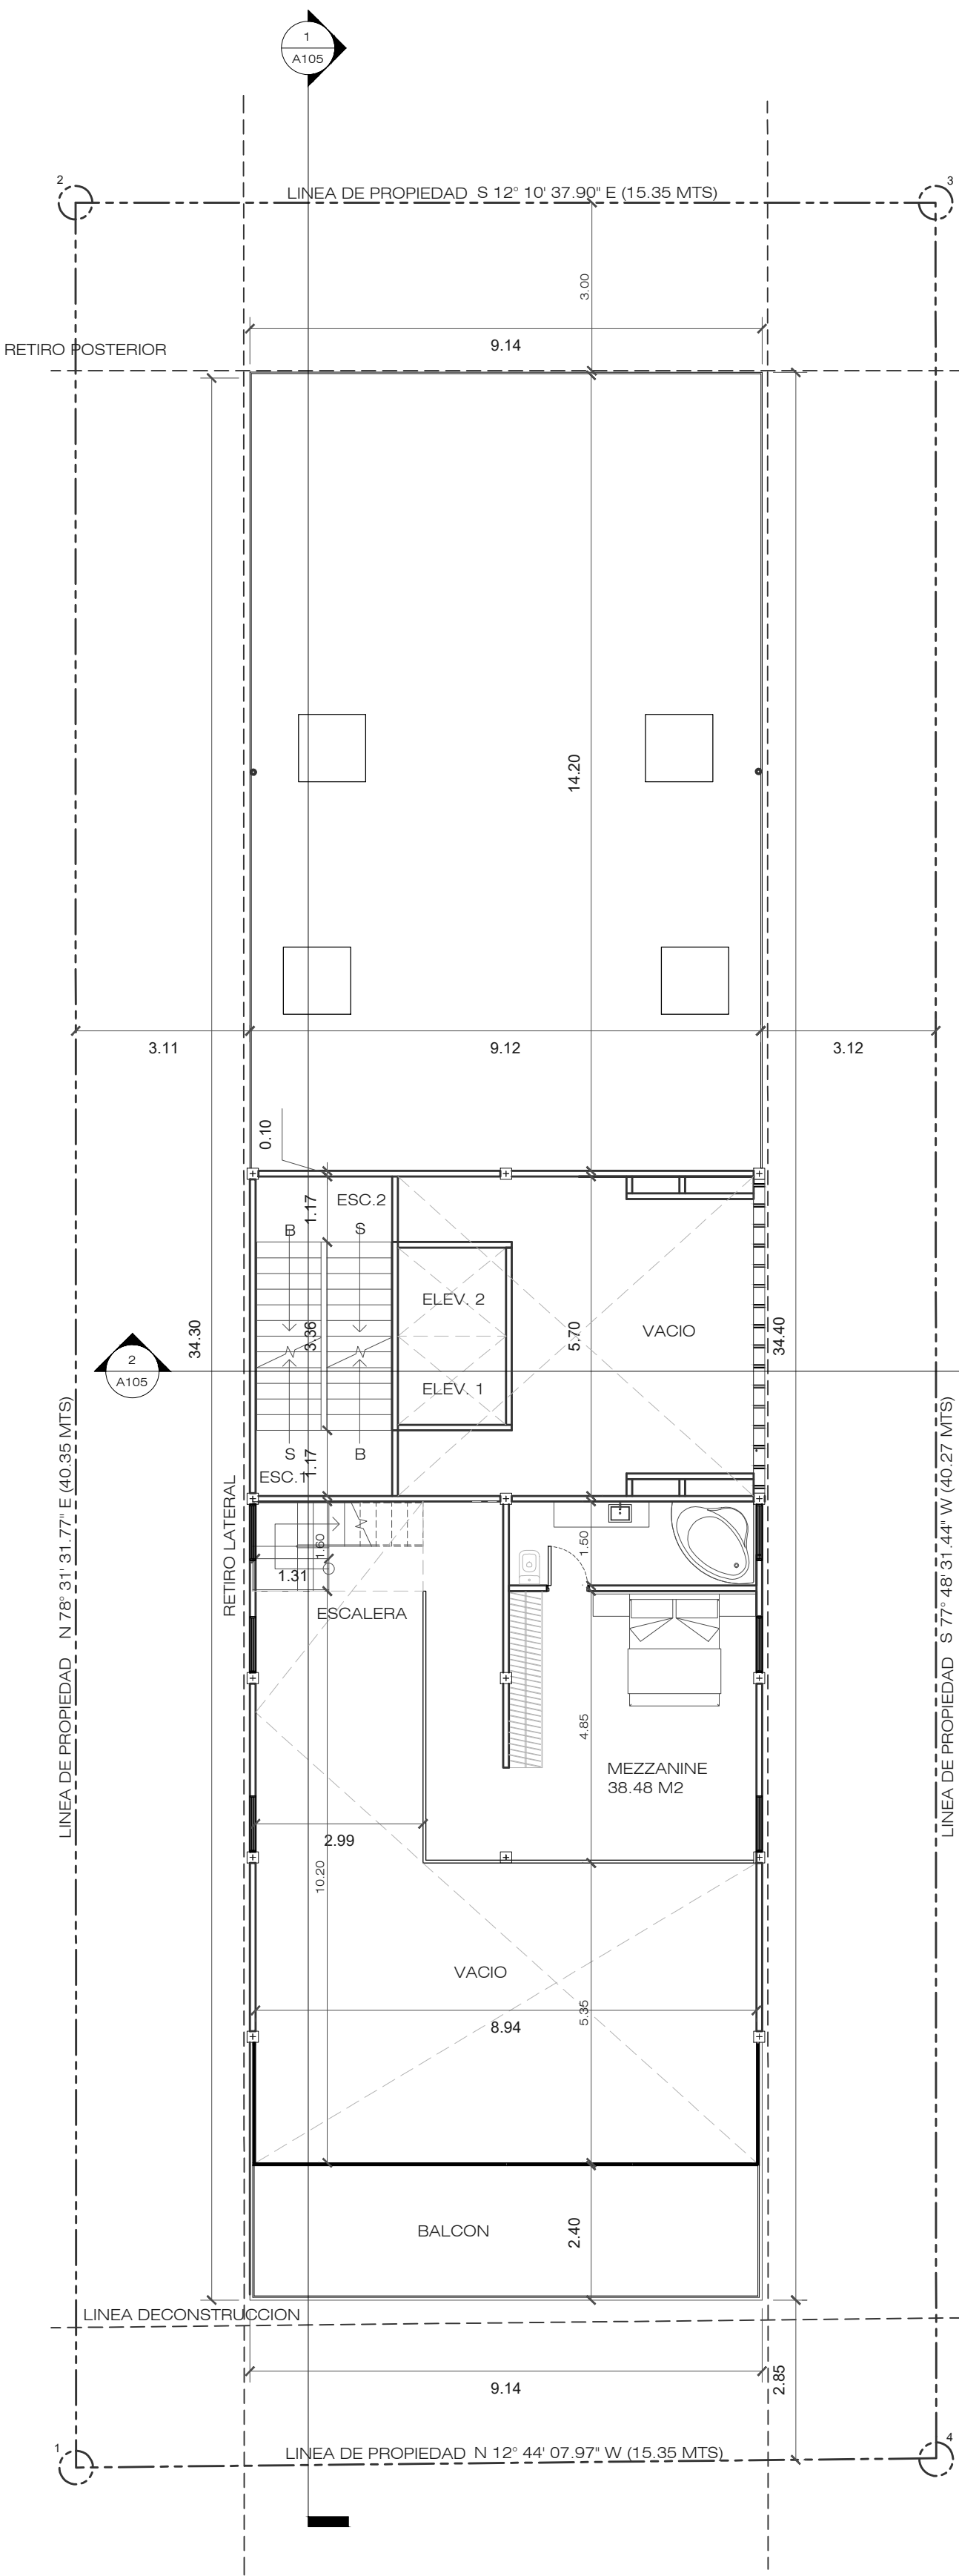 1
A105
2
3
LINEA DE PROPIEDAD S 12° 10' 37.90" E (15.35 MTS)
3.00
RETIRO POSTERIOR
9.14
14.20
3.11
9.12
3.12
0.10
1.17
ESC.2
B
S
34.30
3.36
ELEV. 2
5.70
VACIO
34.40
2
A105
ELEV. 1
S
B
ESC.1
1.17
LINEA DE PROPIEDAD N 78° 31' 31.77" E (40.35 MTS)
RETIRO LATERAL
LINEA DE PROPIEDAD S 77° 48' 31.44" W (40.27 MTS)
1.60
1.50
1.31
ESCALERA
4.85
MEZZANINE
38.48 M2
2.99
10.20
VACIO
5.35
8.94
BALCON
2.40
LINEA DECONSTRUCCION
9.14
2.85
LINEA DE PROPIEDAD N 12° 44' 07.97" W (15.35 MTS)
1
4